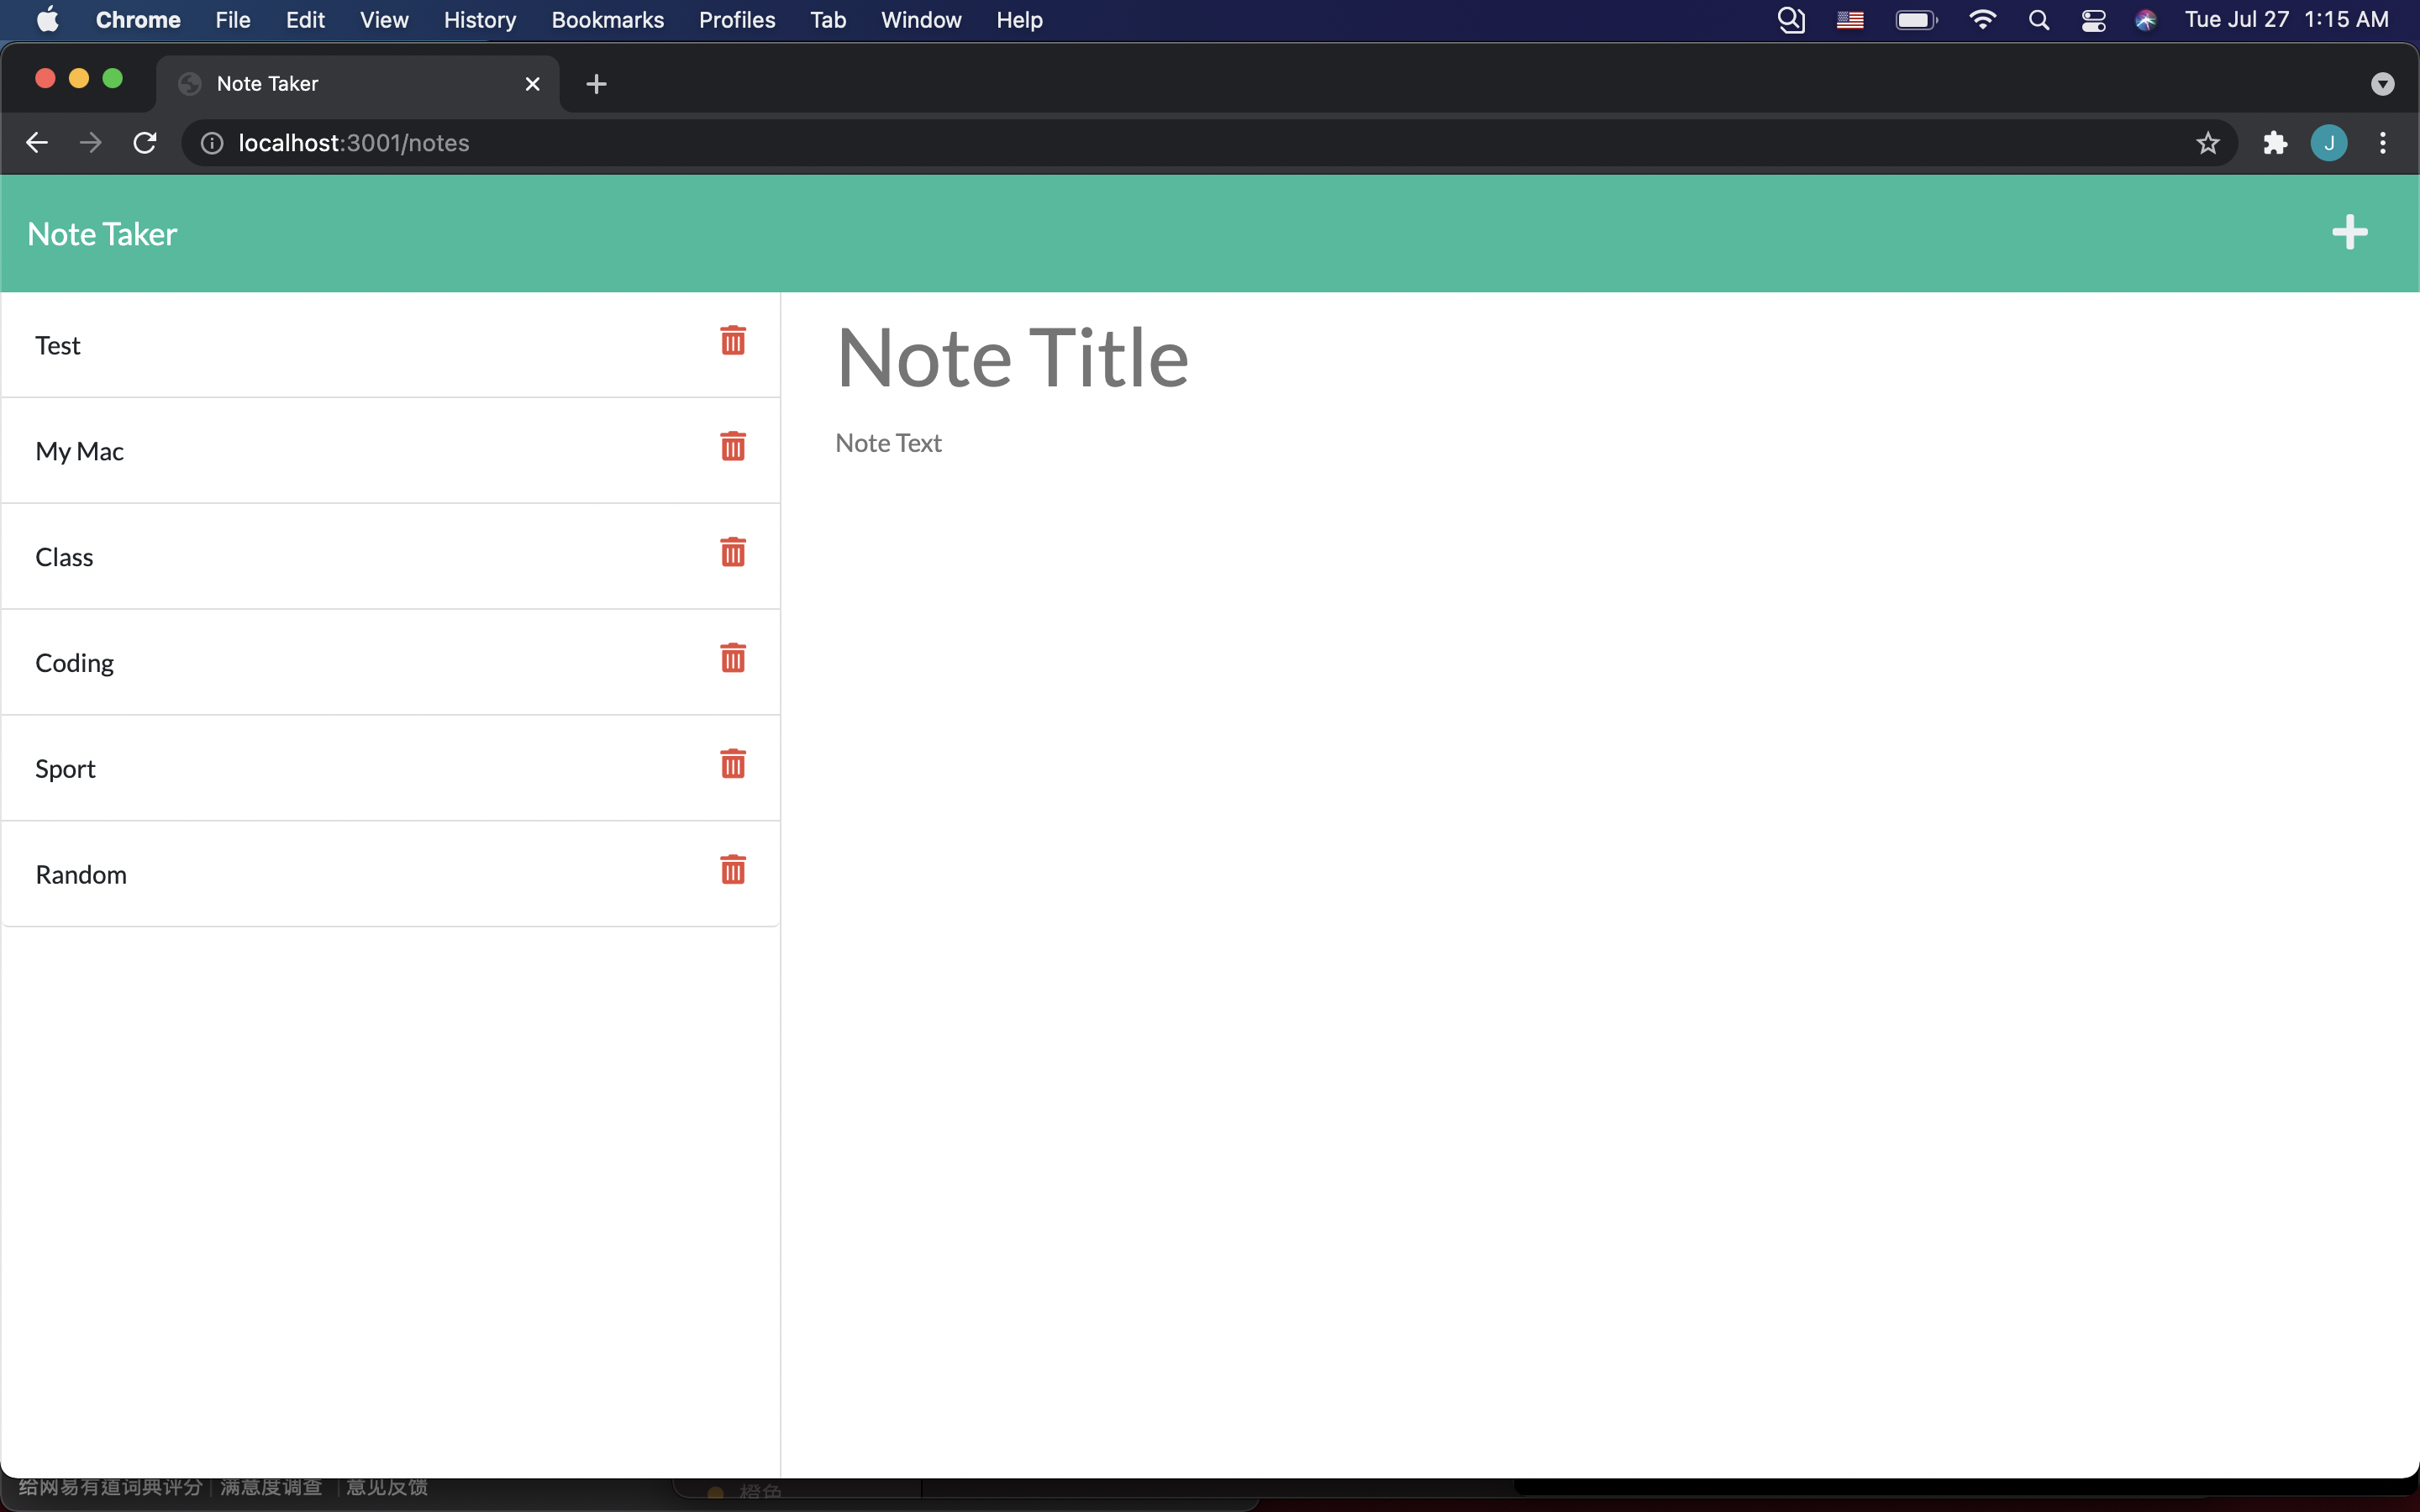 Chrome File Edit View History Bookmarks Profiles Tab Window Help Tue Jul 27 1:15 AM
Note Taker
localhost:3001/notes J
Note Taker
Test
My Mac
Class
Coding
Sport
Random
Note Title
Note Text
给网易有道词典评分 满意度调查 意见反馈
橙色